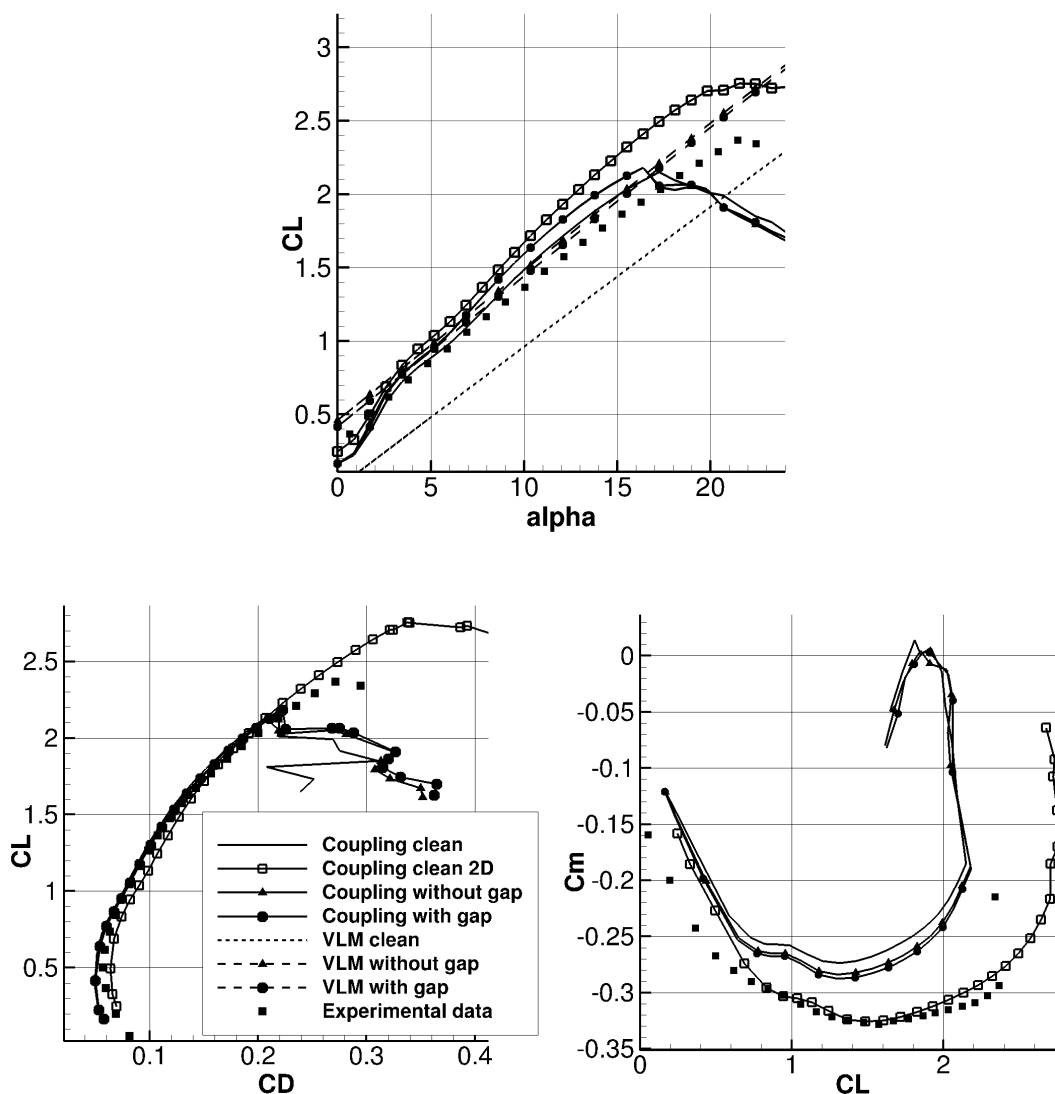 3
2.5
2
1.5
1
0.5
CL
0
5
10
15
20
alpha
2.5
2
1.5
1
0.5
CL
0.1
0.2
0.3
0.4
CD
Coupling clean
Coupling clean 2D
Coupling without gap
Coupling with gap
VLM clean
VLM without gap
VLM with gap
Experimental data
0
-0.05
-0.1
-0.15
-0.2
-0.25
-0.3
-0.35
Cm
0
1
2
CL